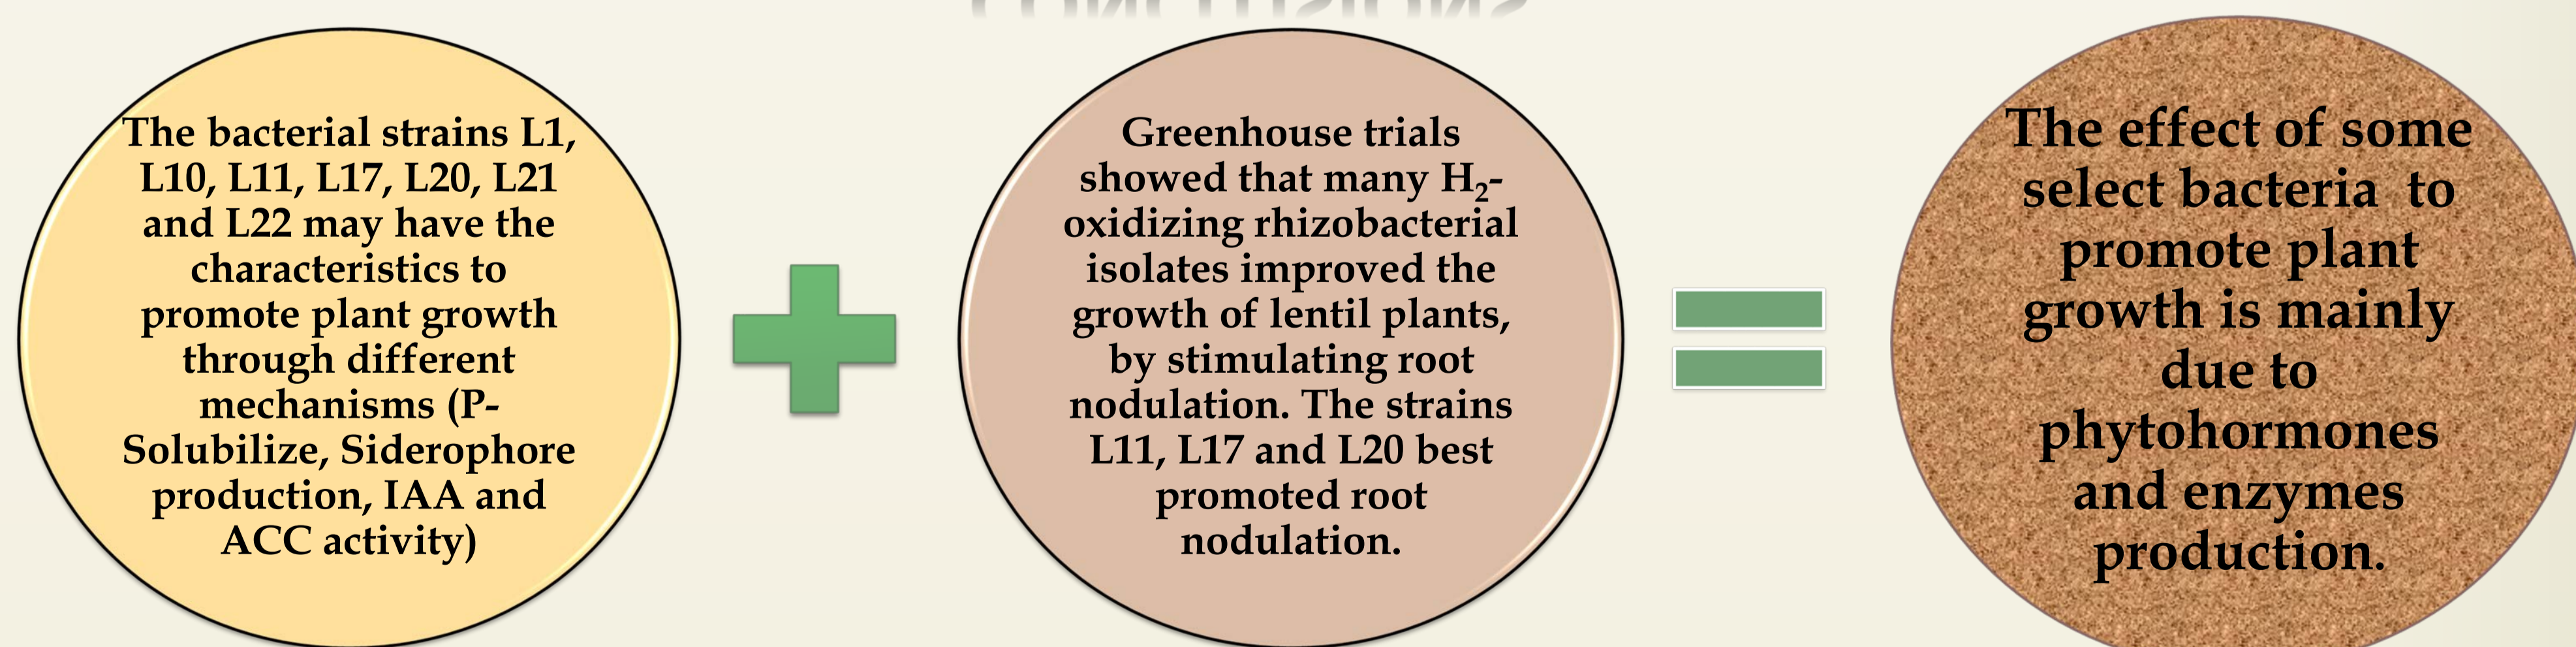 The bacterial strains L1,
L10, L11, L17, L20, L21
and L22 may have the
characteristics to
promote plant growth
through different
mechanisms (P-
Solubilize, Siderophore
production, IAA and
ACC activity)
Greenhouse trials
showed that many H₂-
oxidizing rhizobacterial
isolates improved the
growth of lentil plants,
by stimulating root
nodulation. The strains
L11, L17 and L20 best
promoted root
nodulation.
The effect of some
select bacteria  to
promote plant
growth is mainly
due to
phytohormones
and enzymes
production.